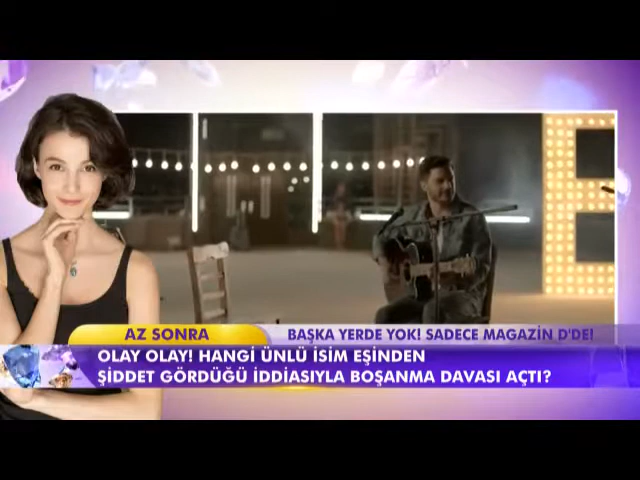 E
AZ SONRA
BAŞKA YERDE YOK! SADECE MAGAZİN D'DE!
OLAY OLAY! HANGİ ÜNLÜ İSİM EŞİNDEN
ŞİDDET GÖRDÜĞÜ İDDİASIYLA BOŞANMA DAVASI AÇTI?